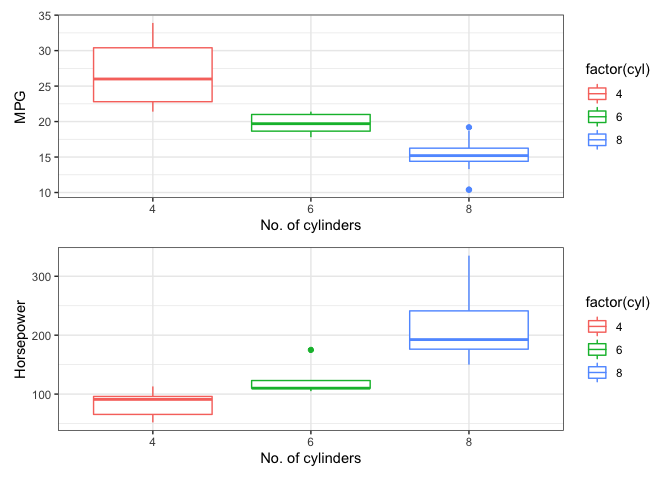 35
30
25
20
15
10
MPG
4 6 8
No. of cylinders
factor(cyl)
4
6
8
300
200
100
Horsepower
4 6 8
No. of cylinders
factor(cyl)
4
6
8